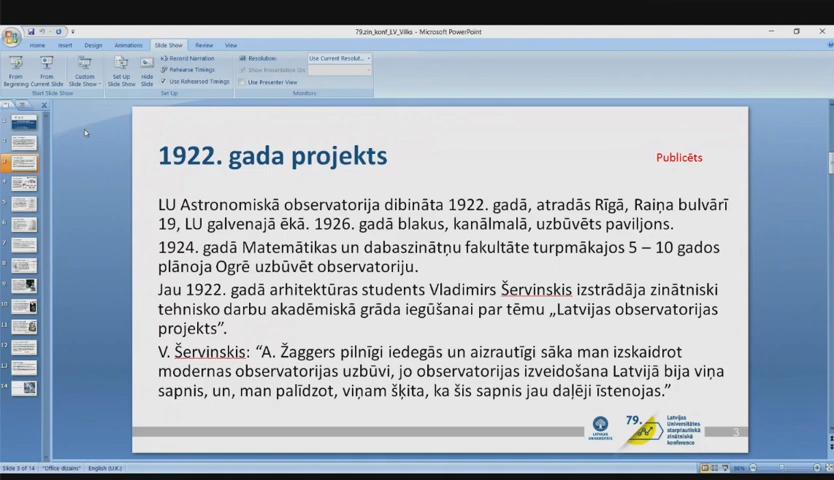 79.zin_konf_LV_Vilks - Microsoft PowerPoint
Home Insert Design Animations Slide Show Review View
From Beginning
From Current Slide
Custom Slide Show
Set Up Slide Show
Hide Slide
Record Narration
Rehearse Timings
Use Rehearsed Timings
Resolution: Use Current Resolut...
Show Presentation On:
Use Presenter View
Start Slide Show Set Up Monitors
1922. gada projekts
Publicēts
LU Astronomiskā observatorija dibināta 1922. gadā, atradās Rīgā, Raiņa bulvārī
19, LU galvenajā ēkā. 1926. gadā blakus, kanālmalā, uzbūvēts paviljons.
1924. gadā Matemātikas un dabaszinātņu fakultāte turpmākajos 5 – 10 gados
plānoja Ogrē uzbūvēt observatoriju.
Jau 1922. gadā arhitektūras students Vladimirs Šervinskis izstrādāja zinātniski
tehnisko darbu akadēmiskā grāda iegūšanai par tēmu „Latvijas observatorijas
projekts”.
V. Šervinskis: “A. Žaggers pilnīgi iedegās un aizrautīgi sāka man izskaidrot
modernas observatorijas uzbūvi, jo observatorijas izveidošana Latvijā bija viņa
sapnis, un, man palīdzot, viņam šķita, ka šis sapnis jau daļēji īstenojas.”
LATVIJAS
UNIVERSITĀTE
79.
Latvijas
Universitātes
starptautiskā
zinātniskā
konference
3
Slide 3 of 14 "Office dizains" English (U.K.)